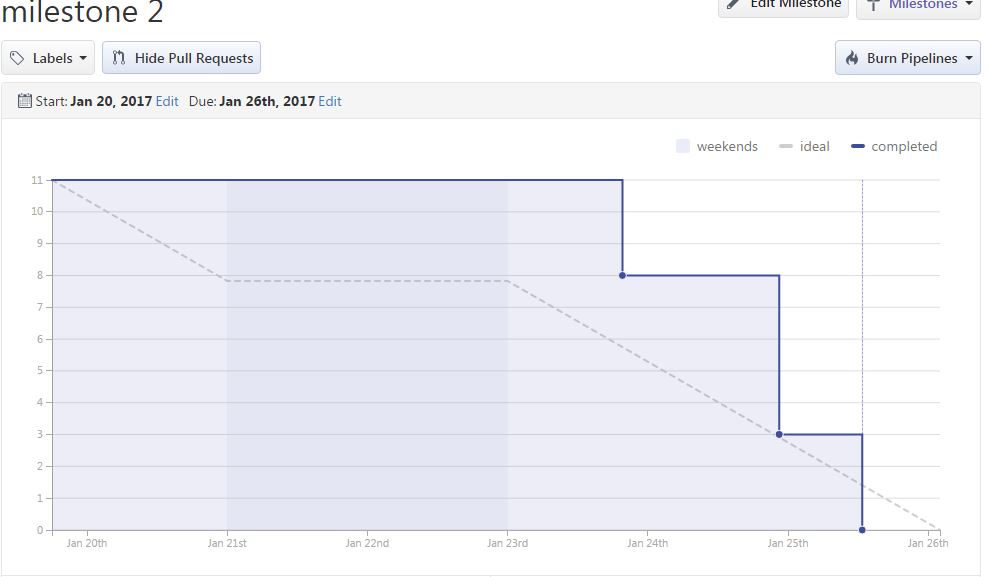 milestone 2
Edit Milestone
Milestones
Labels
Hide Pull Requests
Burn Pipelines
Start: Jan 20, 2017 Edit Due: Jan 26th, 2017 Edit
weekends ideal completed
11
10
9
8
7
6
5
4
3
2
1
0
Jan 20th Jan 21st Jan 22nd Jan 23rd Jan 24th Jan 25th Jan 26th